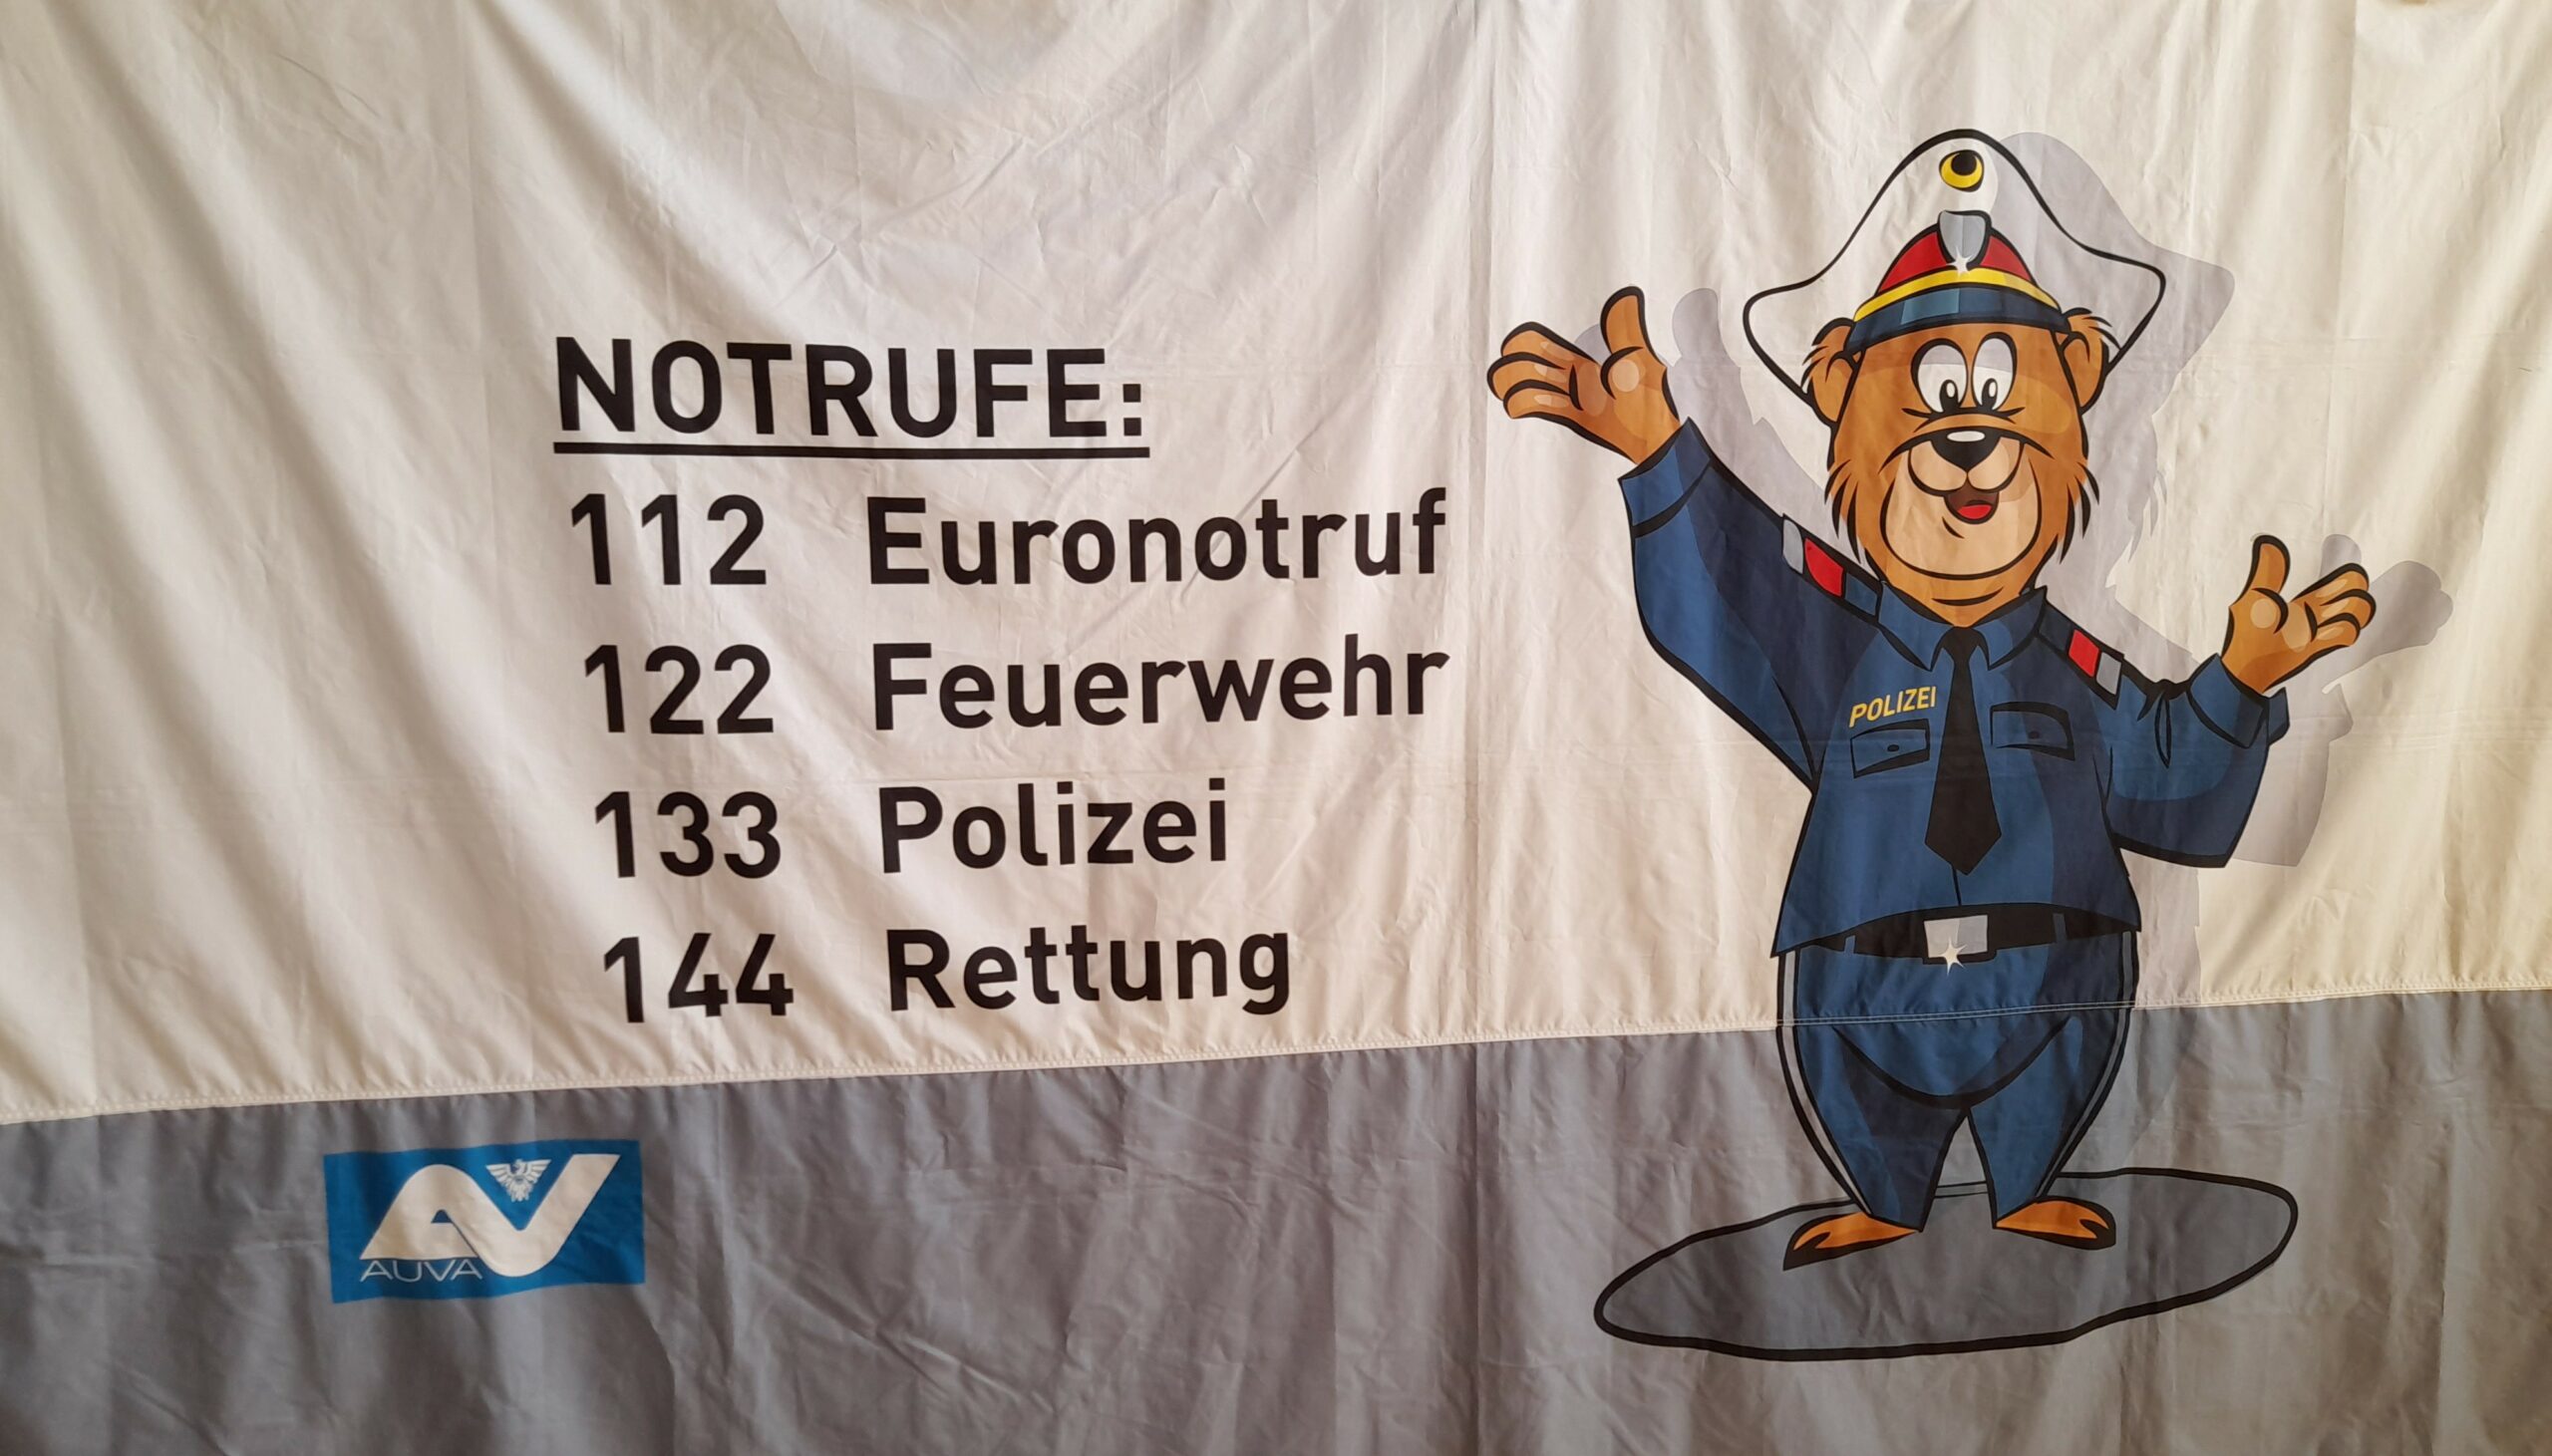 NOTRUFE:
112 Euronotruf
122 Feuerwehr
133 Polizei
144 Rettung
POLIZEI
AUVA